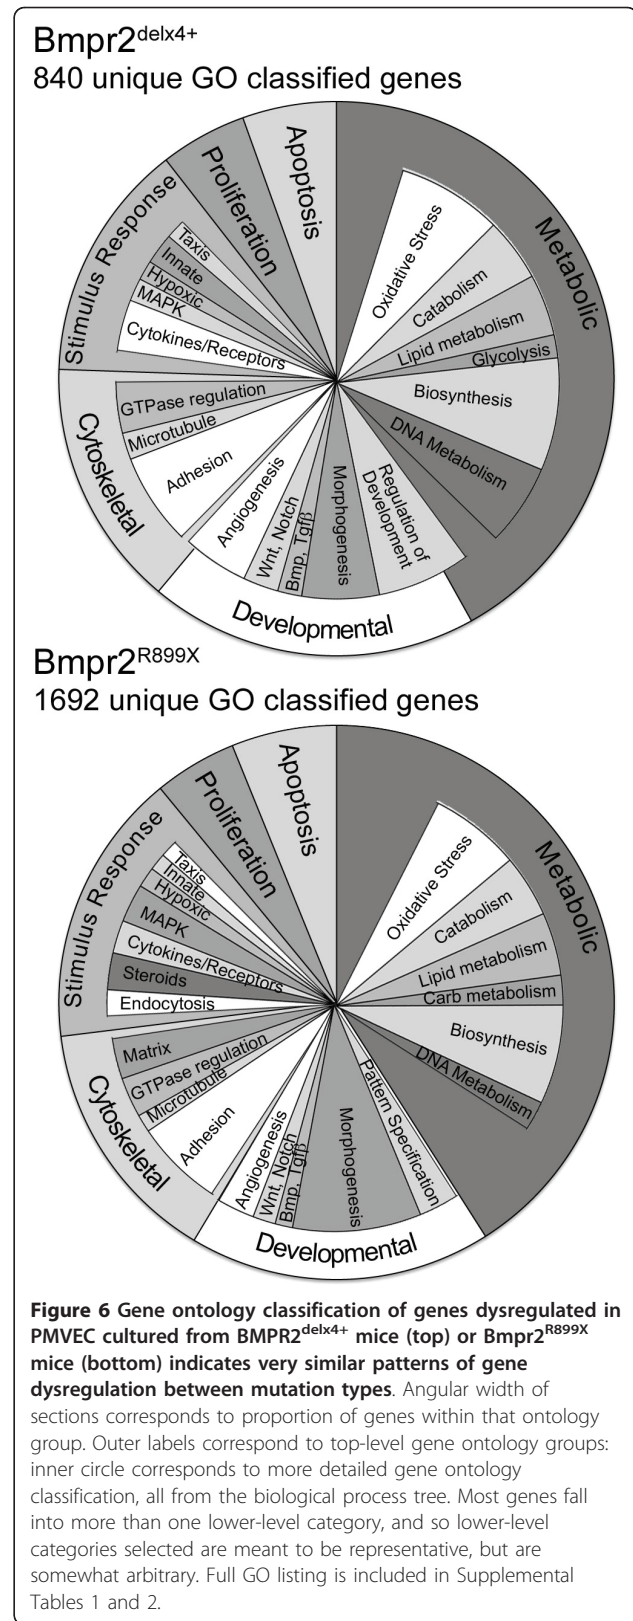 Bmpr2delx4+
840 unique GO classified genes
Apoptosis
Proliferation
Stimulus Response
Taxis
Innate
Hypoxic
MAPK
Cytokines/Receptors
Metabolic
Oxidative Stress
Catabolism
Lipid metabolism
Glycolysis
Biosynthesis
DNA Metabolism
Cytoskeletal
GTPase regulation
Microtubule
Adhesion
Angiogenesis
Wnt, Notch
Bmp, Tgfβ
Morphogenesis
Regulation of
Development
Developmental
Bmpr2R899X
1692 unique GO classified genes
Apoptosis
Proliferation
Stimulus Response
Taxis
Innate
Hypoxic
MAPK
Cytokines/Receptors
Steroids
Endocytosis
Metabolic
Oxidative Stress
Catabolism
Lipid metabolism
Carb metabolism
Biosynthesis
DNA Metabolism
Cytoskeletal
Matrix
GTPase regulation
Microtubule
Adhesion
Angiogenesis
Wnt, Notch
Bmp, Tgfβ
Morphogenesis
Pattern Specification
Developmental
Figure 6 Gene ontology classification of genes dysregulated in
PMVEC cultured from BMPR2delx4+ mice (top) or Bmpr2R899X
mice (bottom) indicates very similar patterns of gene
dysregulation between mutation types. Angular width of
sections corresponds to proportion of genes within that ontology
group. Outer labels correspond to top-level gene ontology groups:
inner circle corresponds to more detailed gene ontology
classification, all from the biological process tree. Most genes fall
into more than one lower-level category, and so lower-level
categories selected are meant to be representative, but are
somewhat arbitrary. Full GO listing is included in Supplemental
Tables 1 and 2.